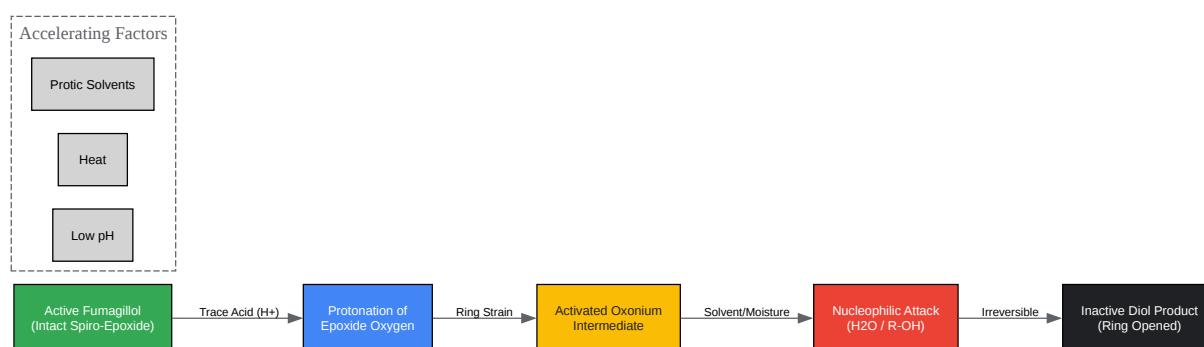 Accelerating Factors
Protic Solvents
Heat
Low pH
Active Fumagillol
(Intact Spiro-Epoxide)
Trace Acid (H+)
Protonation of
Epoxide Oxygen
Ring Strain
Activated Oxonium
Intermediate
Solvent/Moisture
Nucleophilic Attack
(H2O / R-OH)
Irreversible
Inactive Diol Product
(Ring Opened)